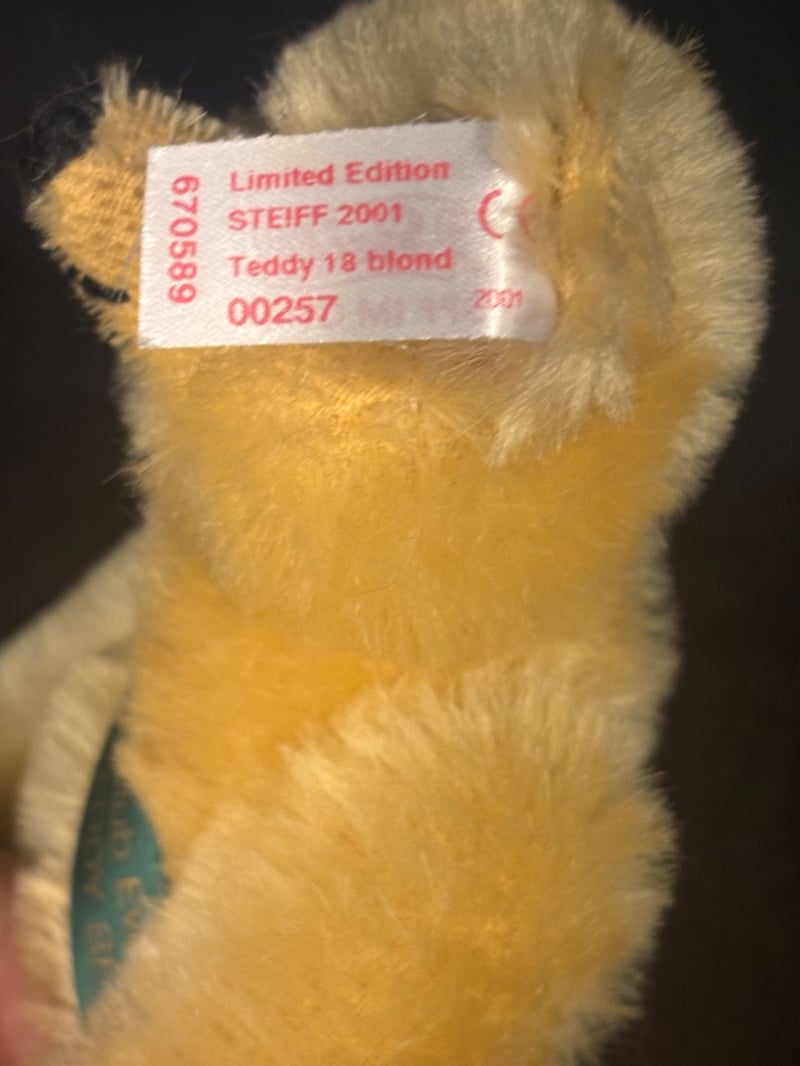 670589
Limited Edition
STEIFF 2001
Teddy 18 blond
00257
CE
2001